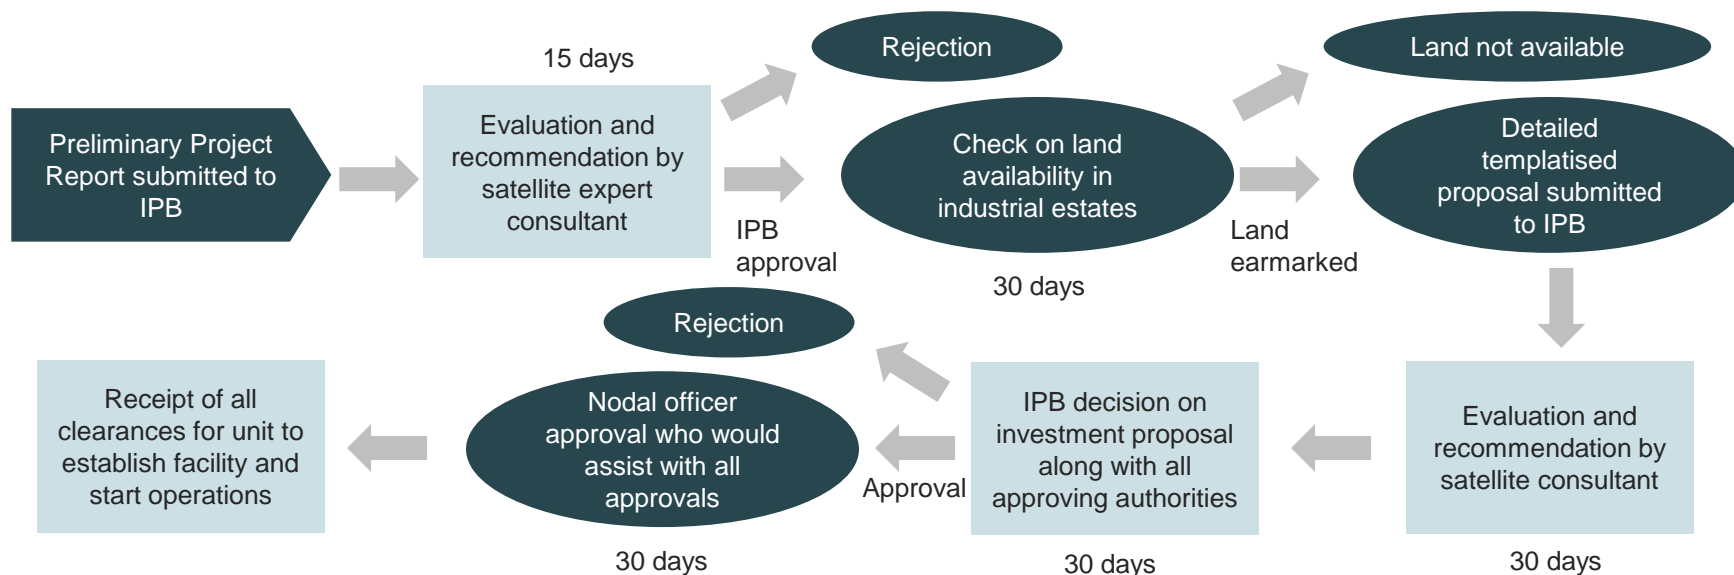 Preliminary Project
Report submitted to
IPB
15 days
Evaluation and
recommendation by
satellite expert
consultant
Rejection
IPB
approval
Check on land
availability in
industrial estates
30 days
Land not available
Land
earmarked
Detailed
templatised
proposal submitted
to IPB
Evaluation and
recommendation by
satellite consultant
30 days
IPB decision on
investment proposal
along with all
approving authorities
30 days
Rejection
Approval
Nodal officer
approval who would
assist with all
approvals
30 days
Receipt of all
clearances for unit to
establish facility and
start operations